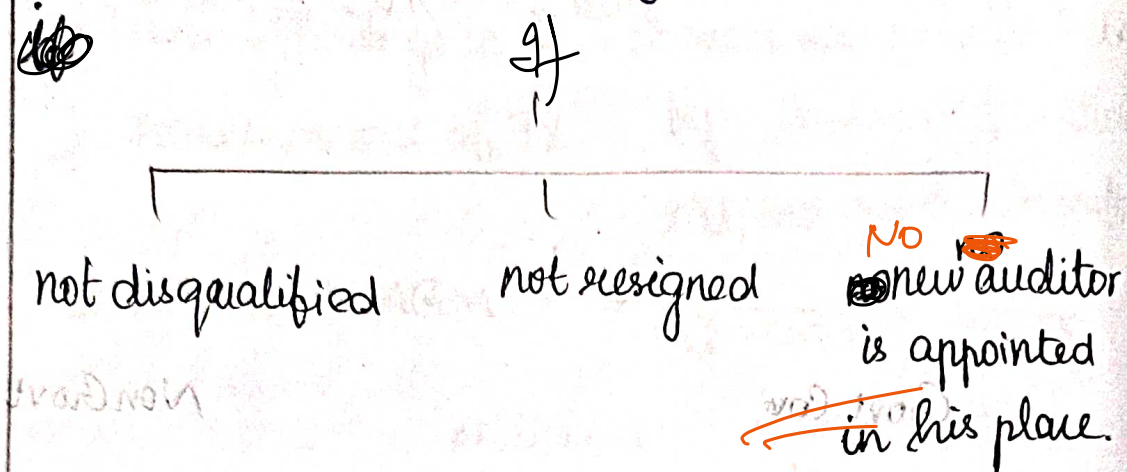 if
not disqualified
not resigned
NO
new auditor
is appointed
in his place.